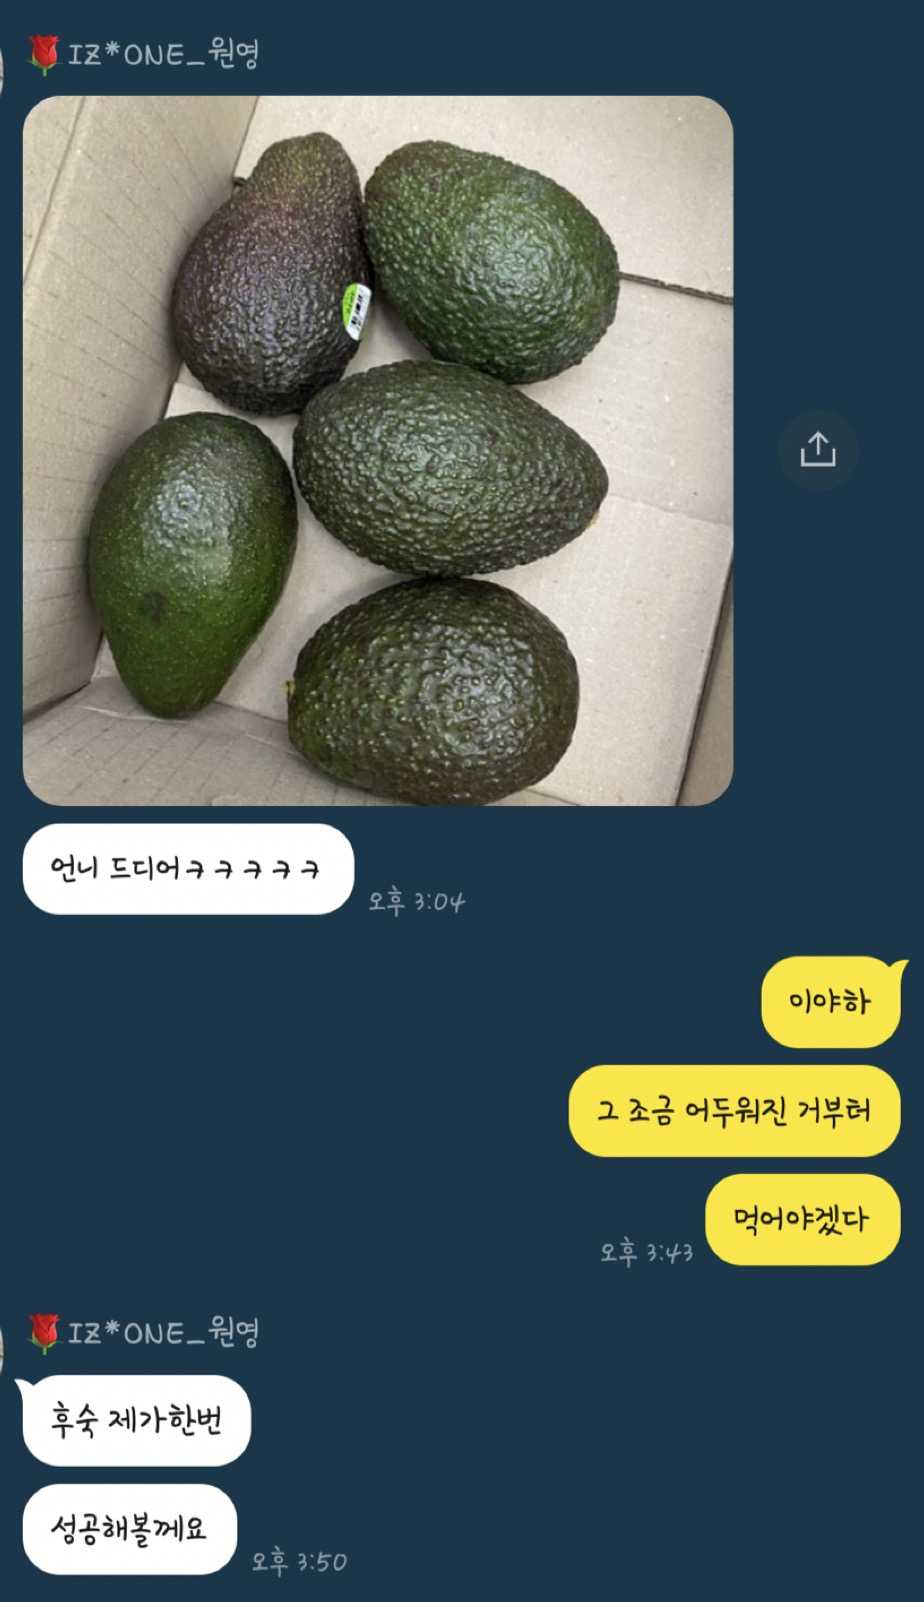 🌹IZ*ONE_원영
언니 드디어ㅋㅋㅋㅋㅋ
오후 3:04
이야하
그 조금 어두워진 거부터
먹어야겠다
오후 3:43
🌹IZ*ONE_원영
후숙 제가한번
성공해볼께요
오후 3:50